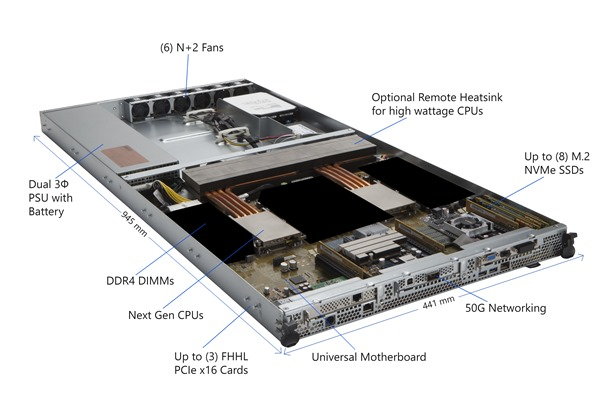 (6) N+2 Fans
Optional Remote Heatsink
for high wattage CPUs
Up to (8) M.2
NVMe SSDs
Dual 3Φ
PSU with
Battery
945 mm
DDR4 DIMMs
Next Gen CPUs
Up to (3) FHHL
PCIe x16 Cards
Universal Motherboard
441 mm
50G Networking